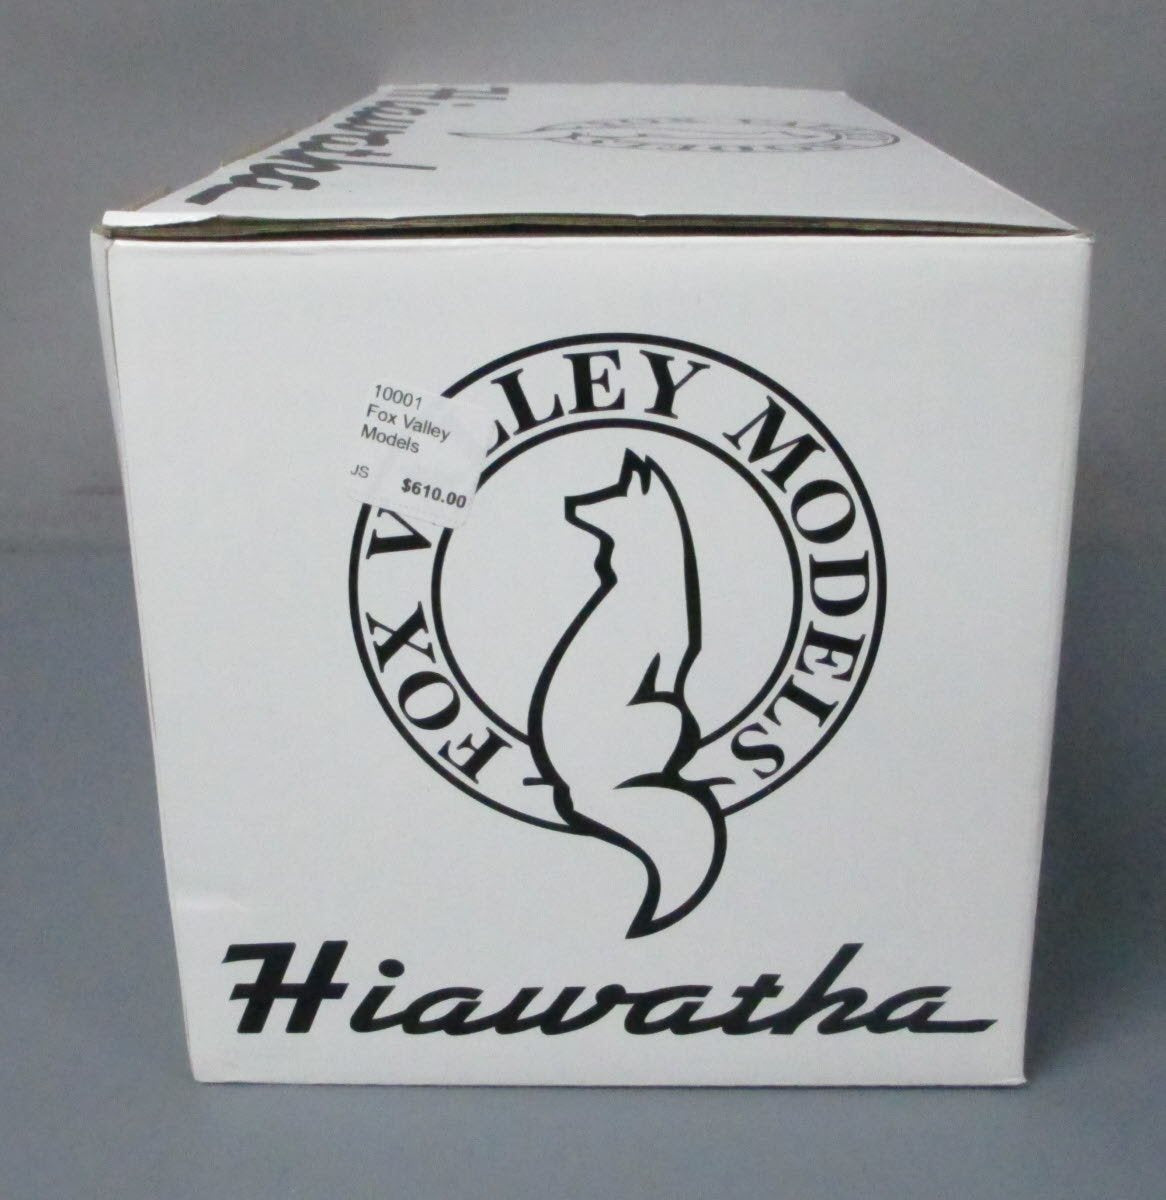 Hiawatha
FOX VALLEY MODELS
10001
Fox Valley
Models
JS $610.00
Hiawatha